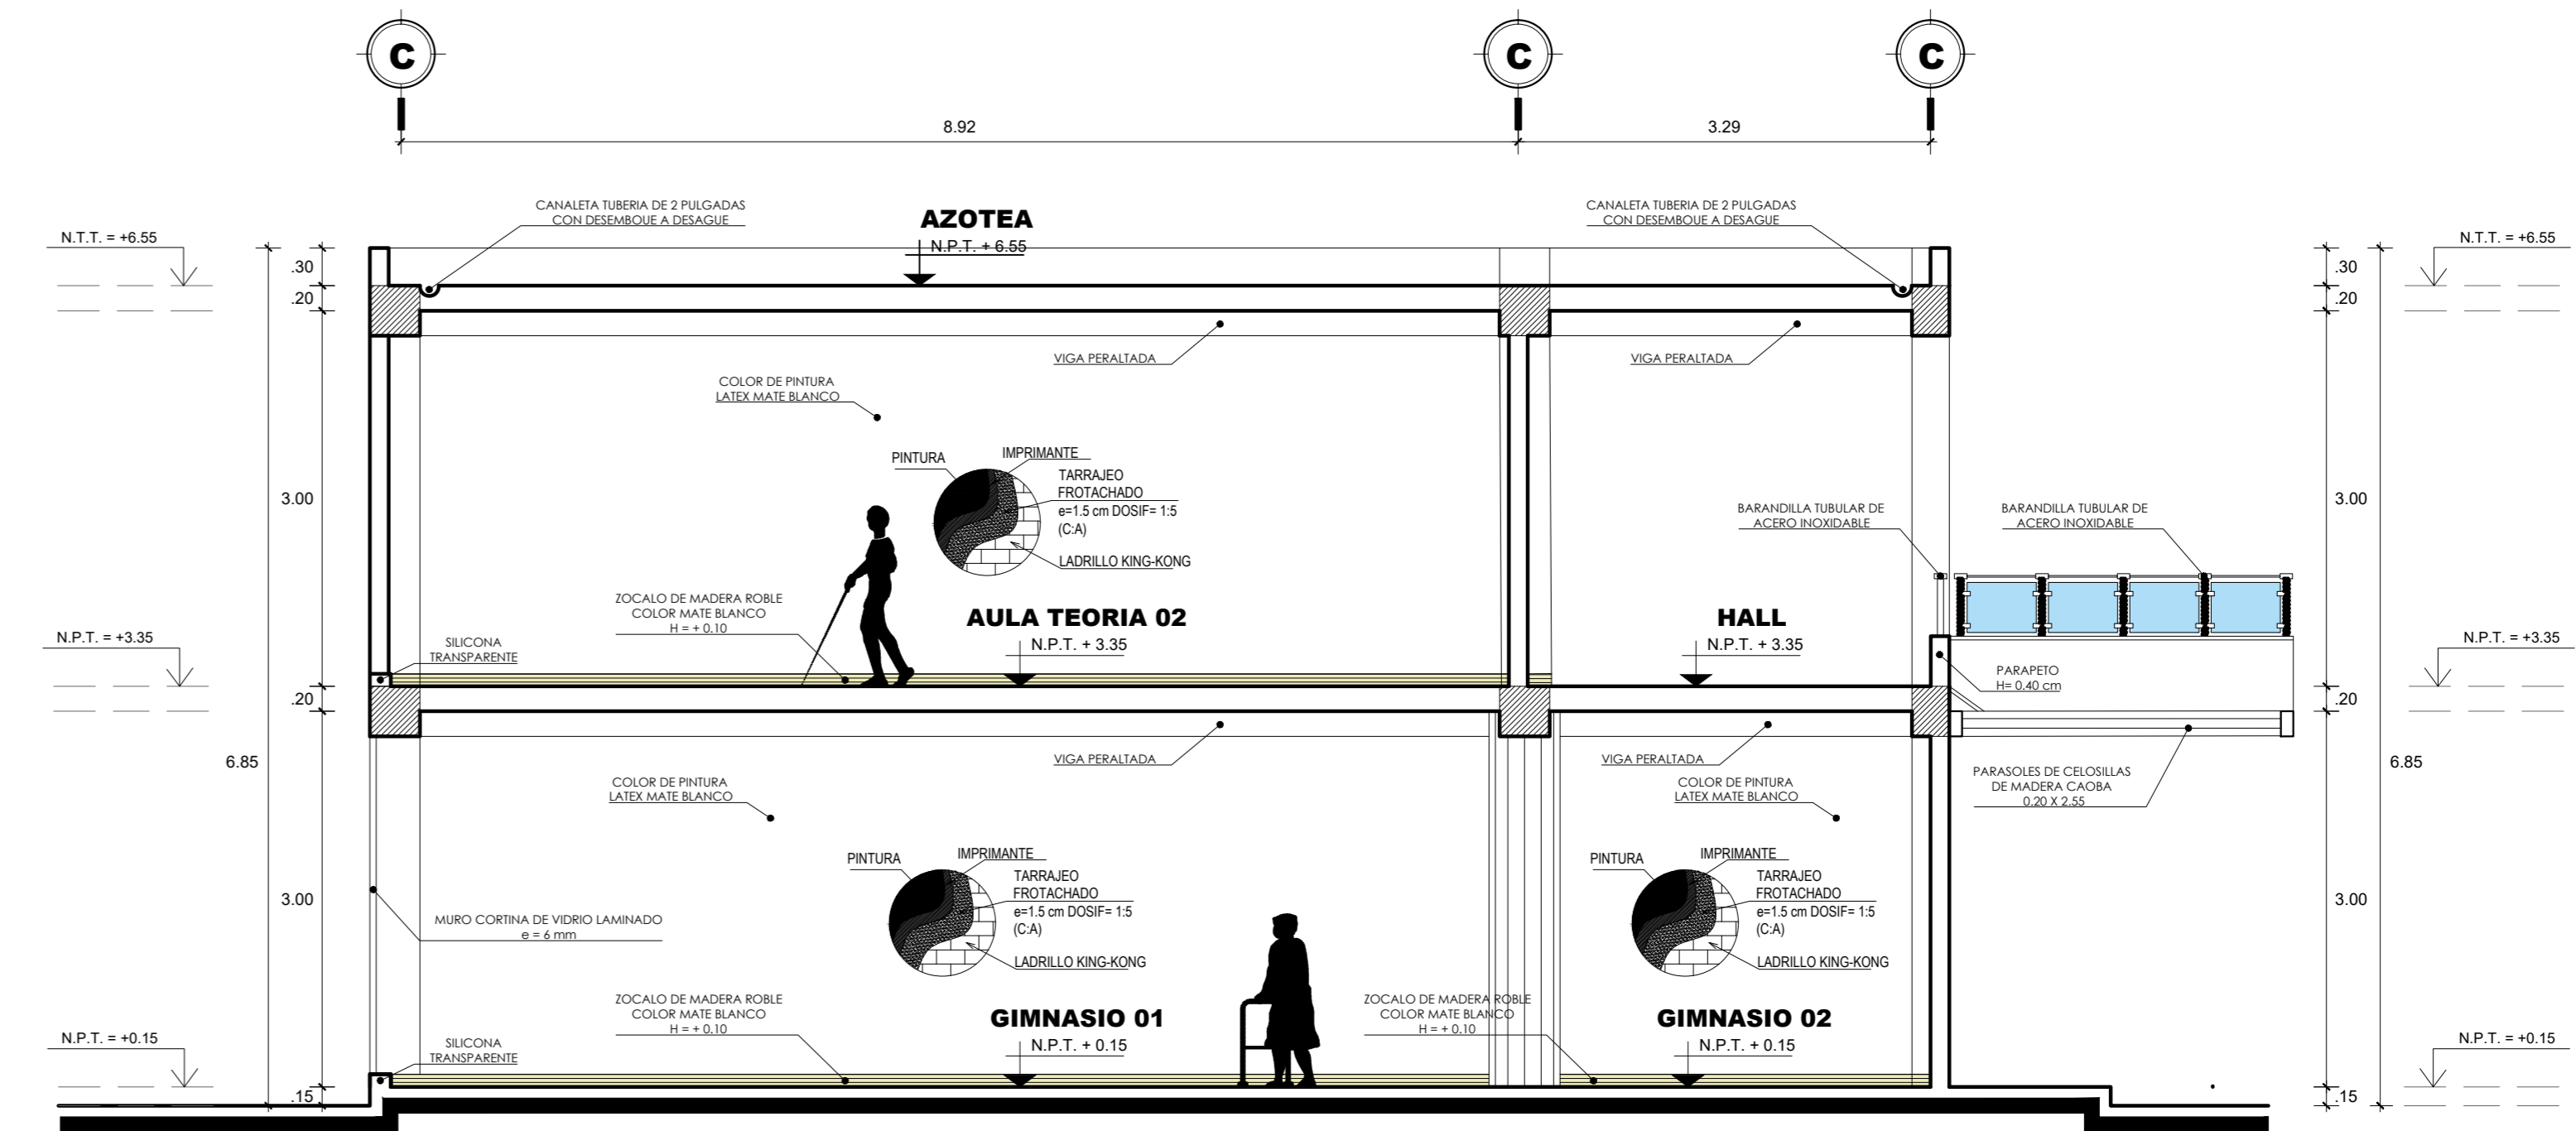 C
C
C
8.92
3.29
CANALETA TUBERIA DE 2 PULGADAS
CON DESEMBOUE A DESAGUE
AZOTEA
N.P.T. + 6.55
CANALETA TUBERIA DE 2 PULGADAS
CON DESEMBOUE A DESAGUE
N.T.T. = +6.55
N.T.T. = +6.55
.30
.20
.30
.20
VIGA PERALTADA
VIGA PERALTADA
COLOR DE PINTURA
LATEX MATE BLANCO
PINTURA
IMPRIMANTE
TARRAJEO
FROTACHADO
e=1.5 cm DOSIF= 1:5
(C:A)
LADRILLO KING-KONG
3.00
3.00
BARANDILLA TUBULAR DE
ACERO INOXIDABLE
BARANDILLA TUBULAR DE
ACERO INOXIDABLE
ZOCALO DE MADERA ROBLE
COLOR MATE BLANCO
H = + 0.10
AULA TEORIA 02
N.P.T. + 3.35
HALL
N.P.T. + 3.35
N.P.T. = +3.35
N.P.T. = +3.35
SILICONA
TRANSPARENTE
PARAPETO
H= 0.40 cm
.20
.20
6.85
6.85
VIGA PERALTADA
VIGA PERALTADA
COLOR DE PINTURA
LATEX MATE BLANCO
COLOR DE PINTURA
LATEX MATE BLANCO
PARASOLES DE CELOSILLAS
DE MADERA CAOBA
0.20 X 2.55
PINTURA
IMPRIMANTE
TARRAJEO
FROTACHADO
e=1.5 cm DOSIF= 1:5
(C:A)
LADRILLO KING-KONG
PINTURA
IMPRIMANTE
TARRAJEO
FROTACHADO
e=1.5 cm DOSIF= 1:5
(C:A)
LADRILLO KING-KONG
3.00
3.00
MURO CORTINA DE VIDRIO LAMINADO
e = 6 mm
ZOCALO DE MADERA ROBLE
COLOR MATE BLANCO
H = + 0.10
GIMNASIO 01
N.P.T. + 0.15
ZOCALO DE MADERA ROBLE
COLOR MATE BLANCO
H = + 0.10
GIMNASIO 02
N.P.T. + 0.15
N.P.T. = +0.15
N.P.T. = +0.15
SILICONA
TRANSPARENTE
.15
.15